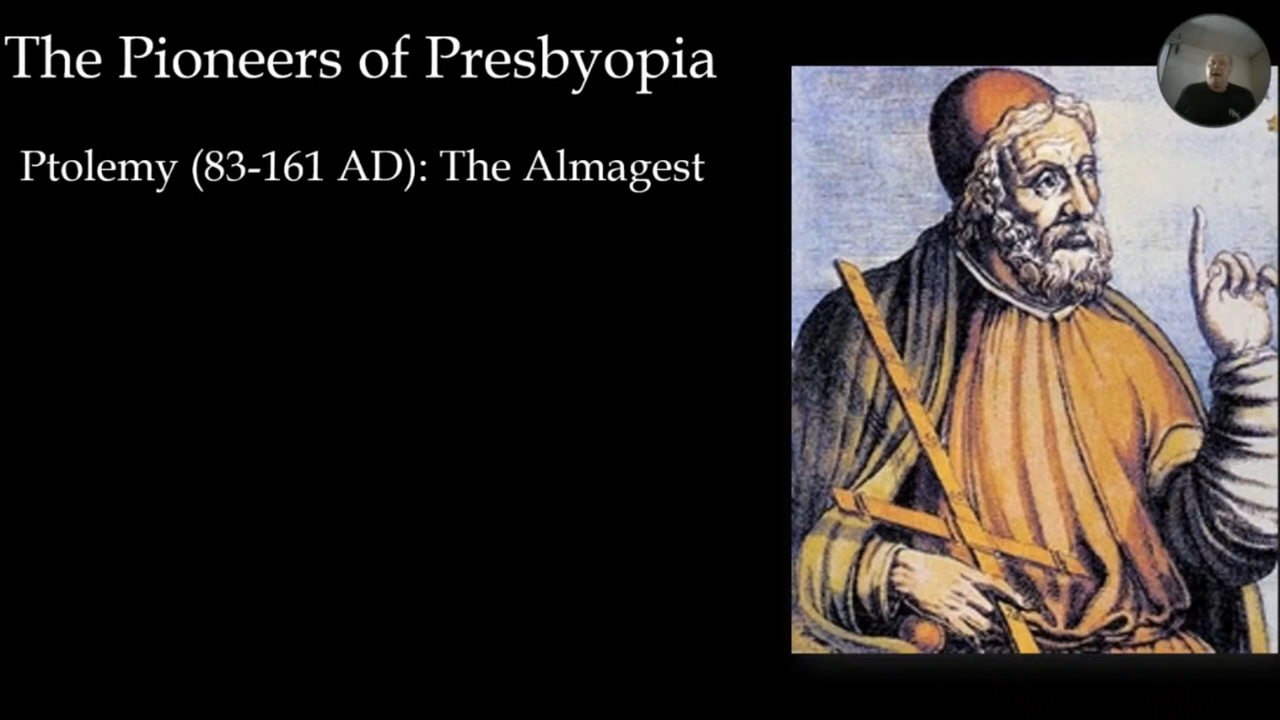 The Pioneers of Presbyopia
Ptolemy (83-161 AD): The Almagest